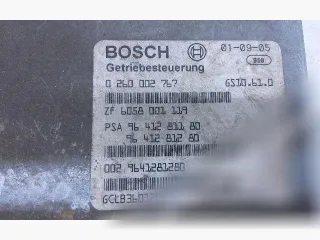 BOSCH 01-09-05
Getriebesteuerung
0 260 002 767 GS10.61.0
ZF 6058 001 119
PSA 96 412 811 80
96 412 812 80
002 9641281280